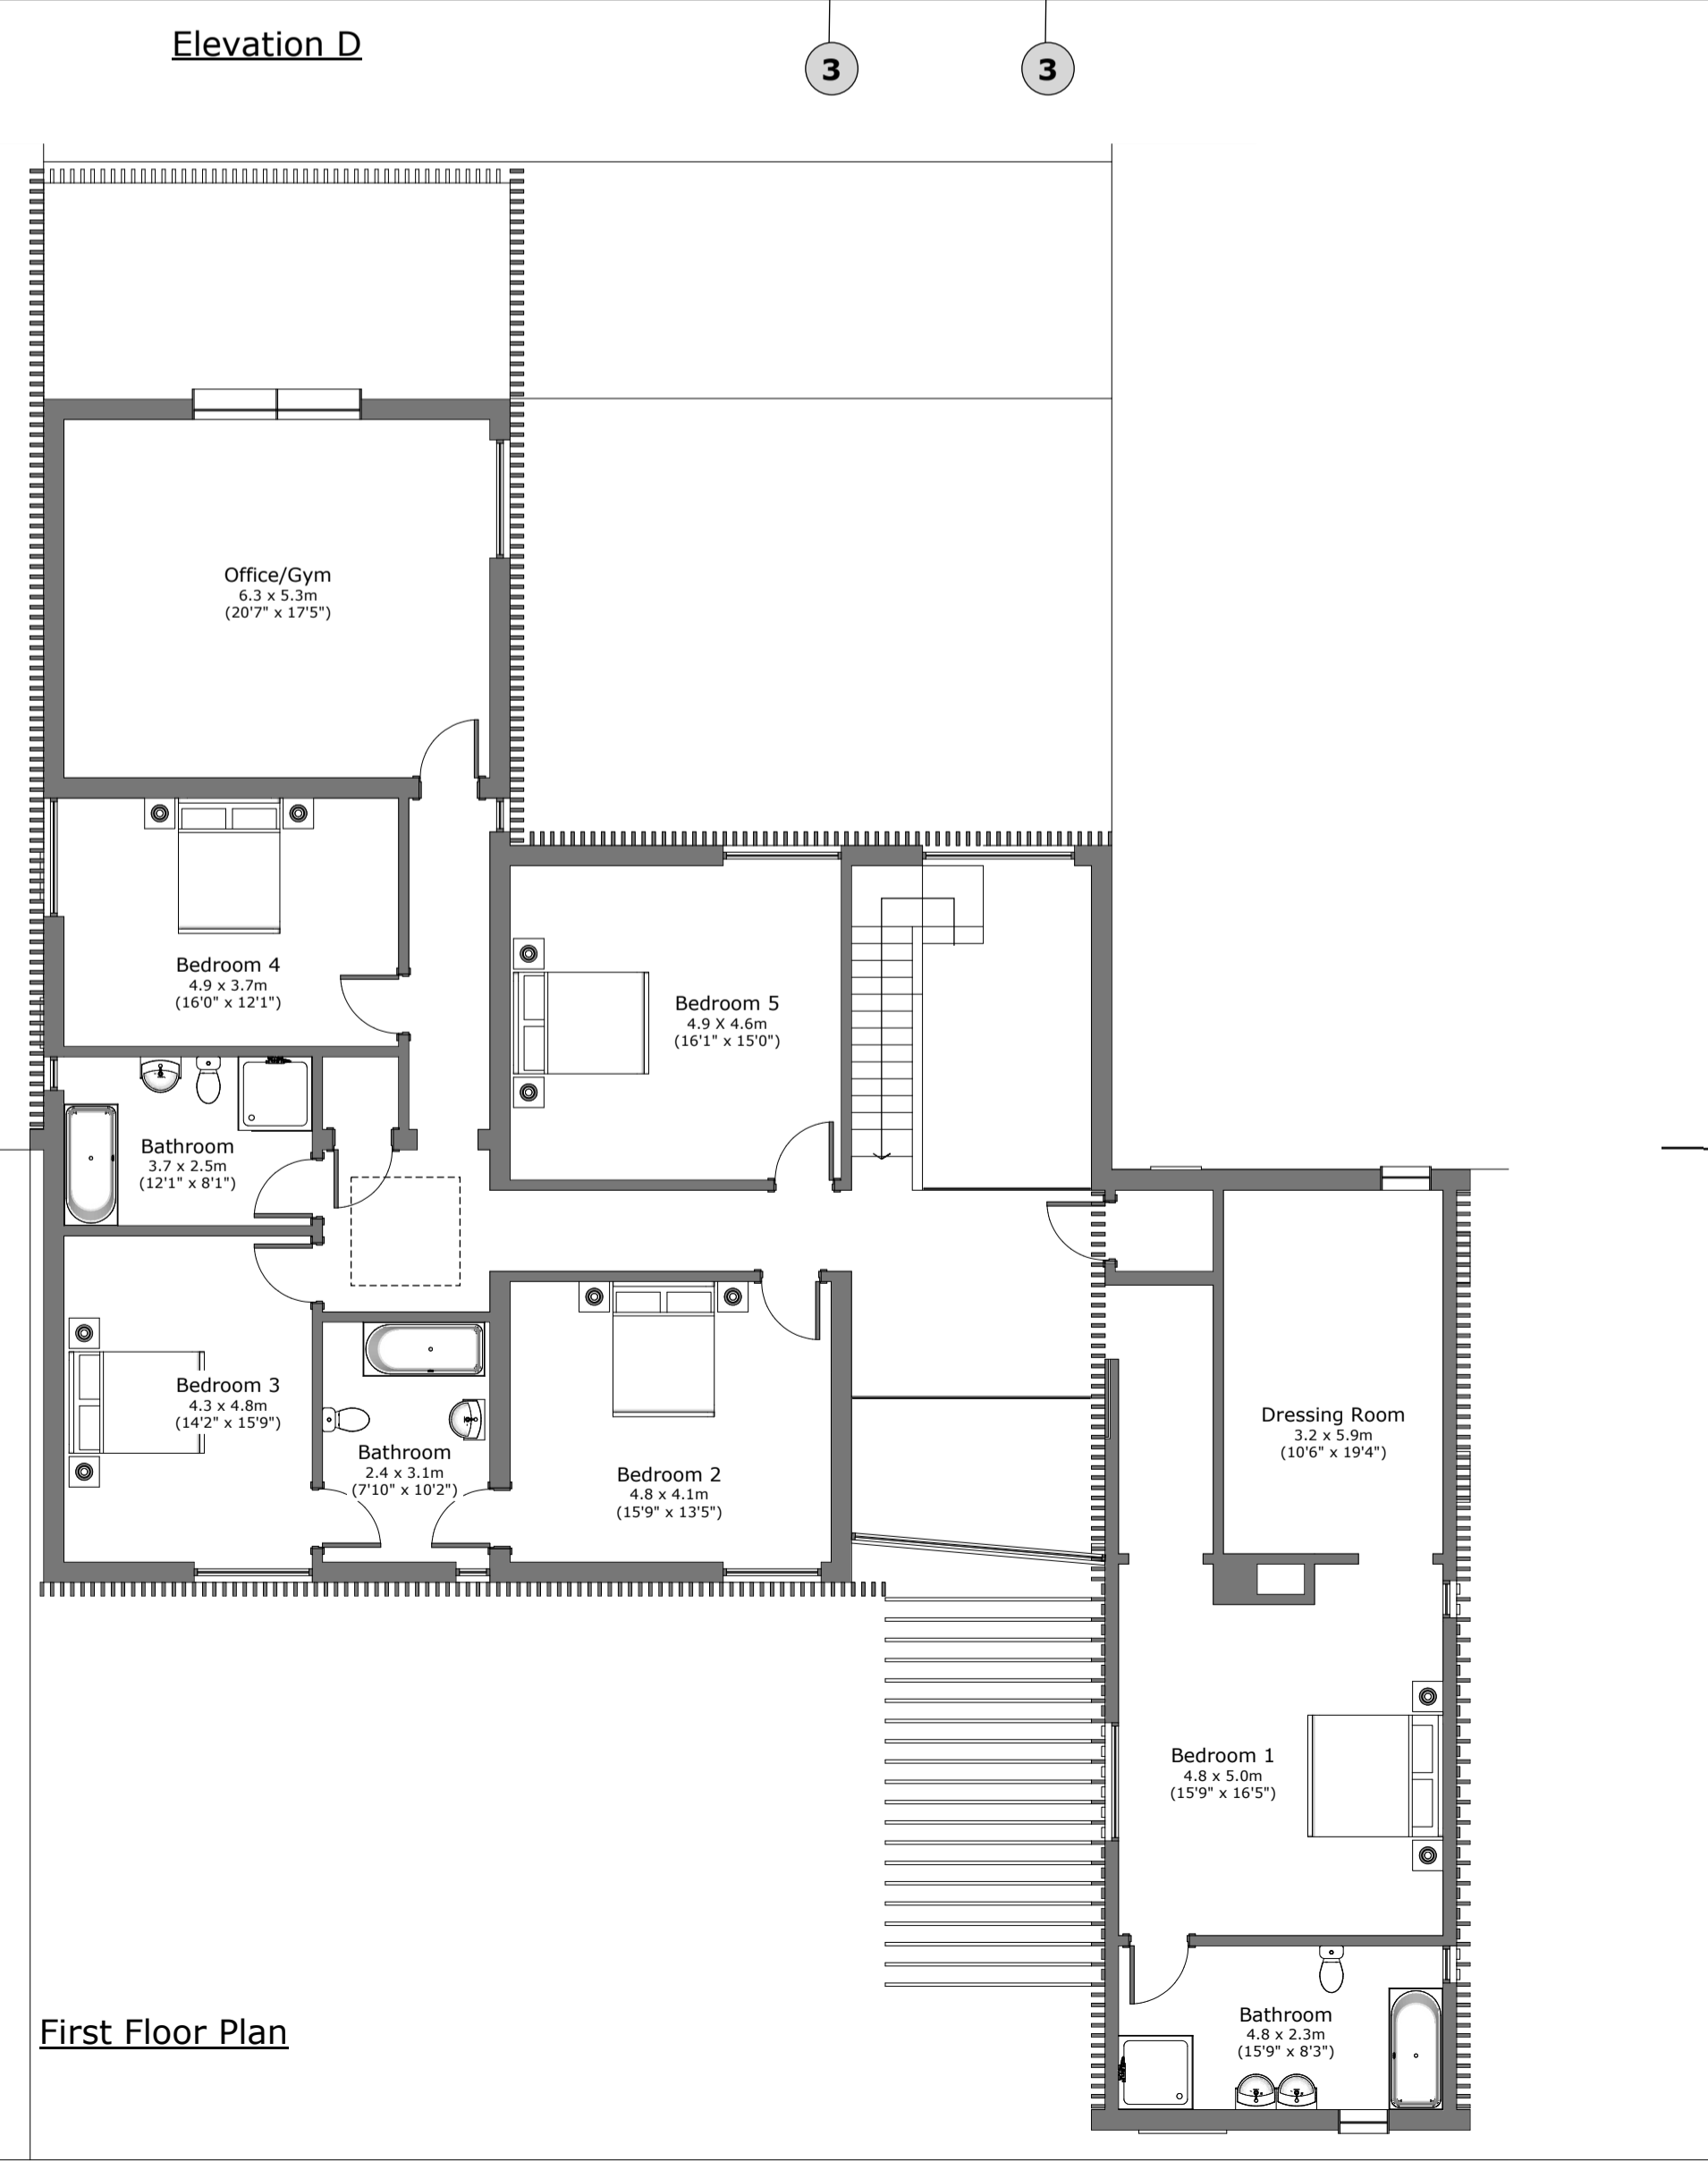 Elevation D
3
3
Office/Gym
6.3 x 5.3m
(20'7" x 17'5")
Bedroom 4
4.9 x 3.7m
(16'0" x 12'1")
Bedroom 5
4.9 X 4.6m
(16'1" x 15'0")
Bathroom
3.7 x 2.5m
(12'1" x 8'1")
Bedroom 3
4.3 x 4.8m
(14'2" x 15'9")
Bathroom
2.4 x 3.1m
(7'10" x 10'2")
Bedroom 2
4.8 x 4.1m
(15'9" x 13'5")
Dressing Room
3.2 x 5.9m
(10'6" x 19'4")
Bedroom 1
4.8 x 5.0m
(15'9" x 16'5")
Bathroom
4.8 x 2.3m
(15'9" x 8'3")
First Floor Plan